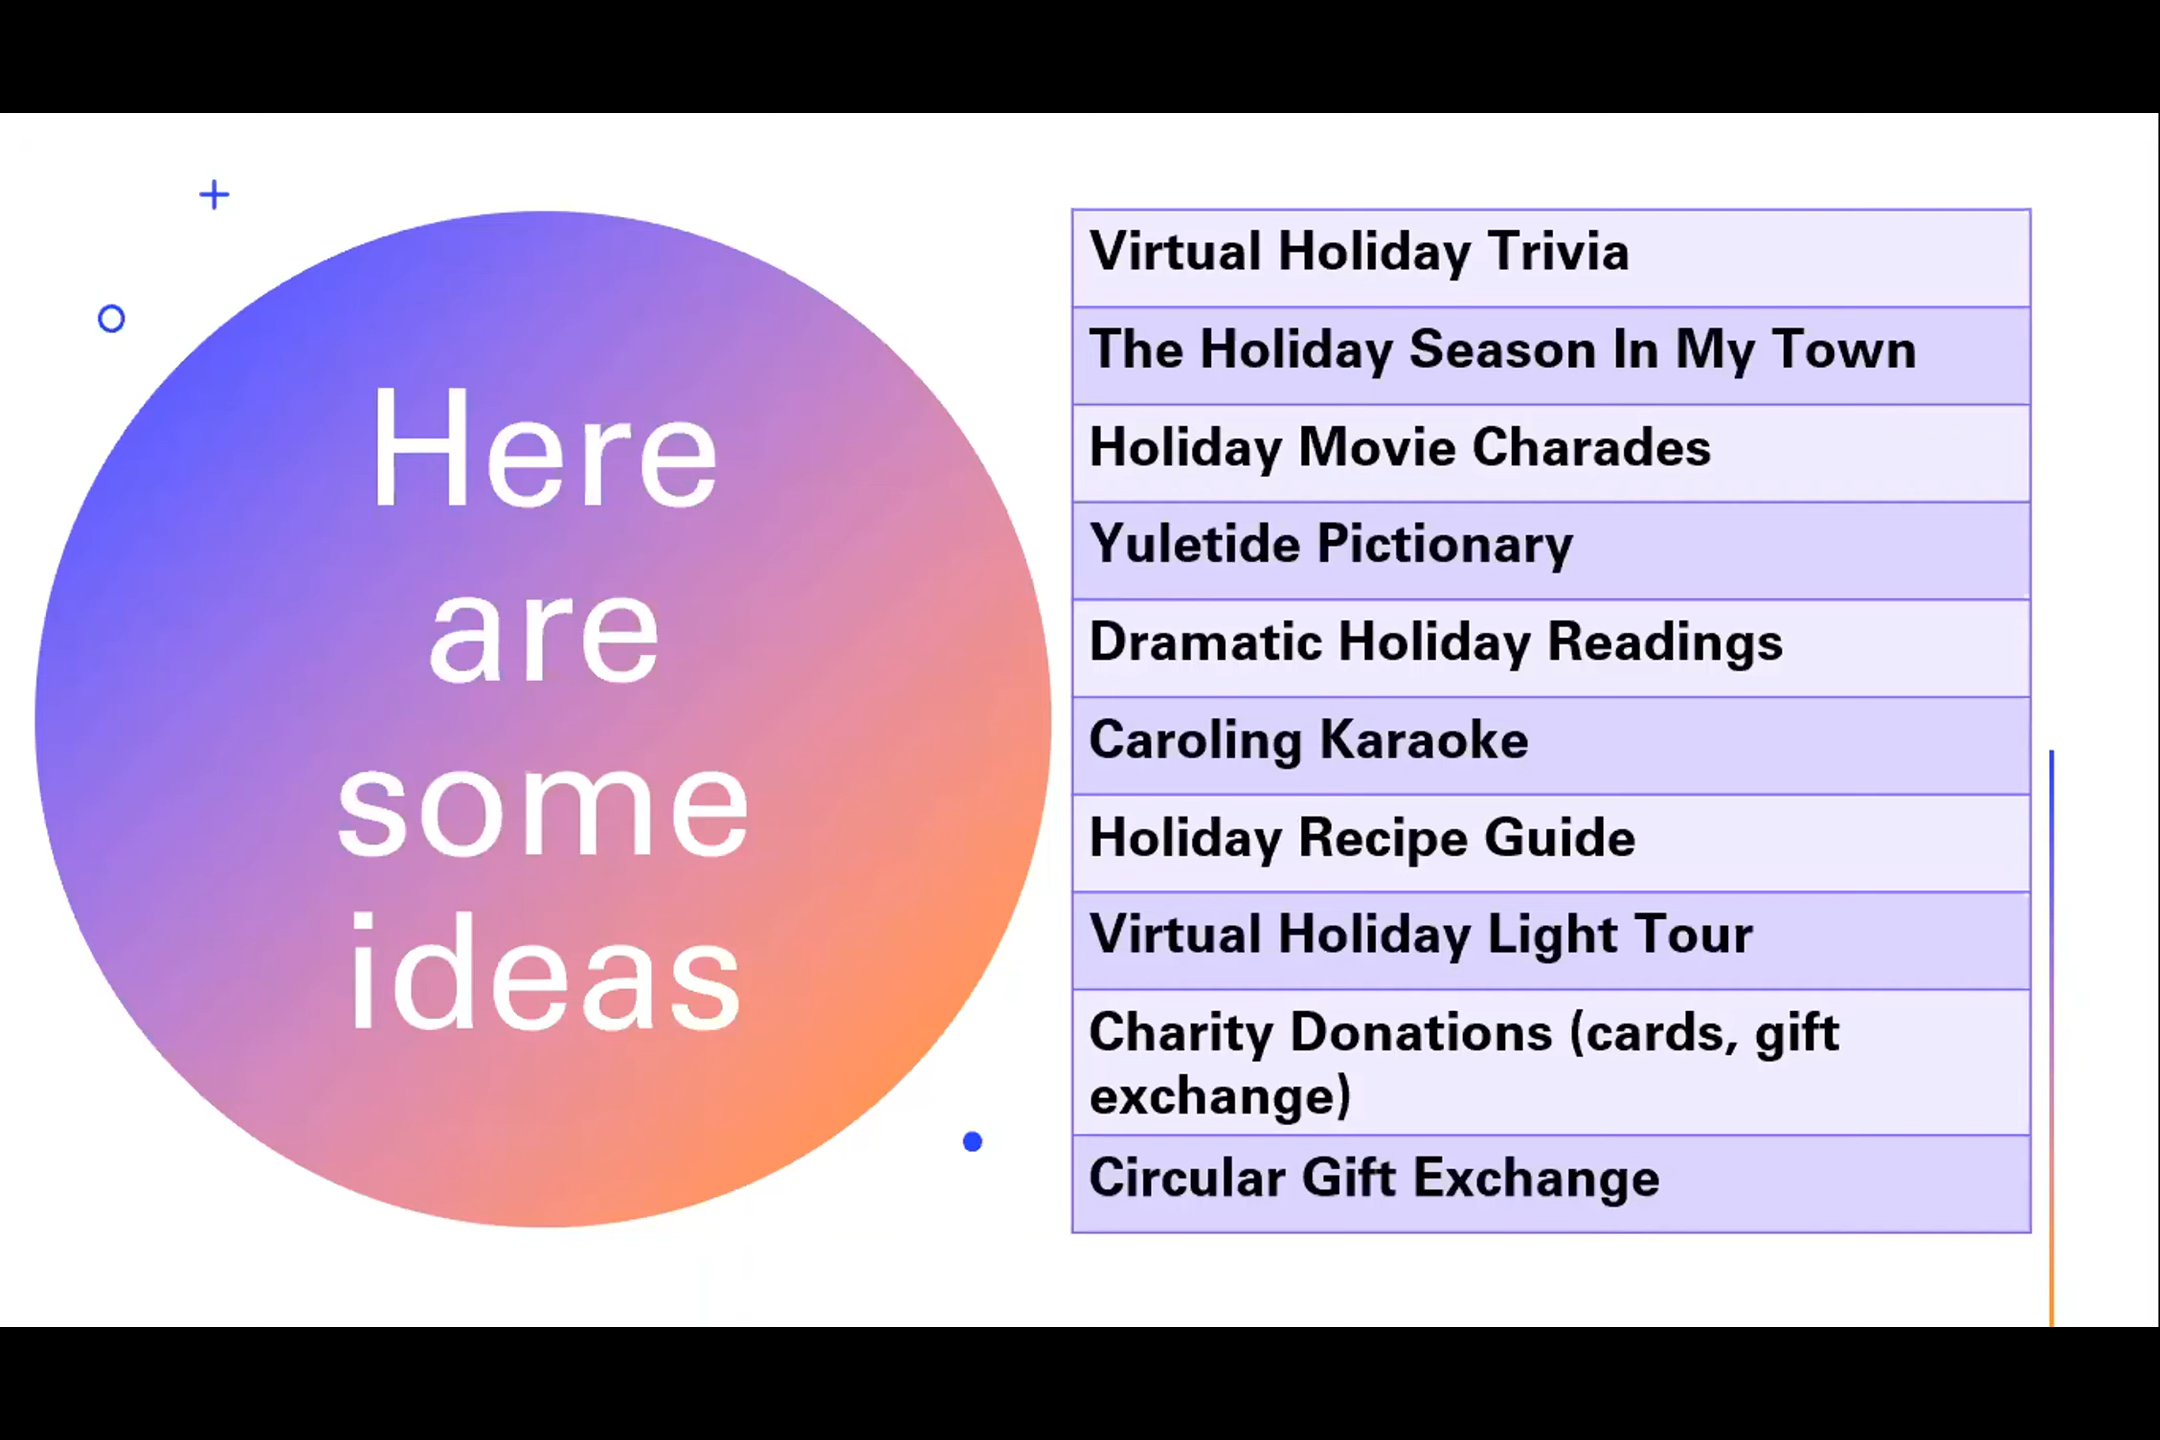 Here
are
some
ideas
Virtual Holiday Trivia
The Holiday Season In My Town
Holiday Movie Charades
Yuletide Pictionary
Dramatic Holiday Readings
Caroling Karaoke
Holiday Recipe Guide
Virtual Holiday Light Tour
Charity Donations (cards, gift
exchange)
Circular Gift Exchange